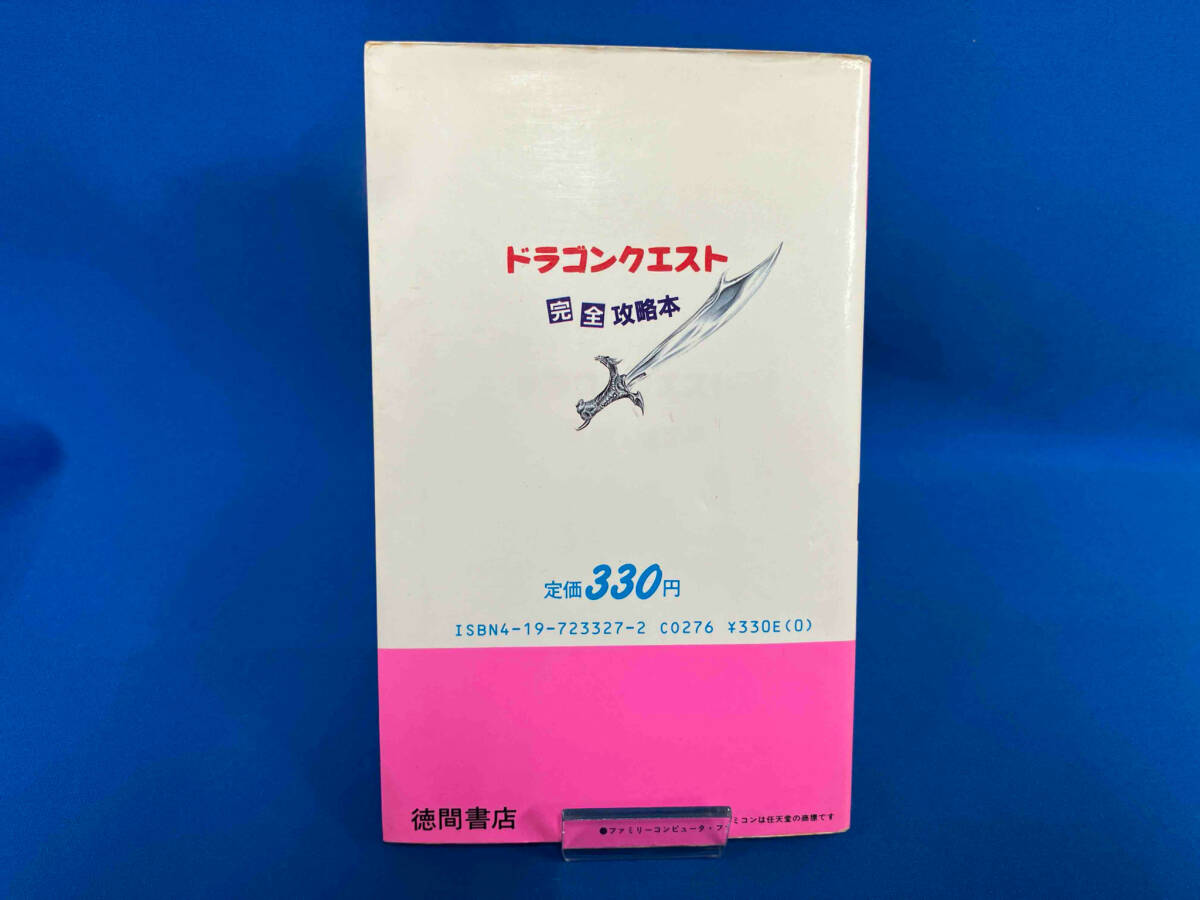 ドラゴンクエスト
完全攻略本
定価330円
ISBN4-19-723327-2 C0276 ¥330E(0)
徳間書店
●ファミリーコンピュータ・フ ミコンは任天堂の商標です